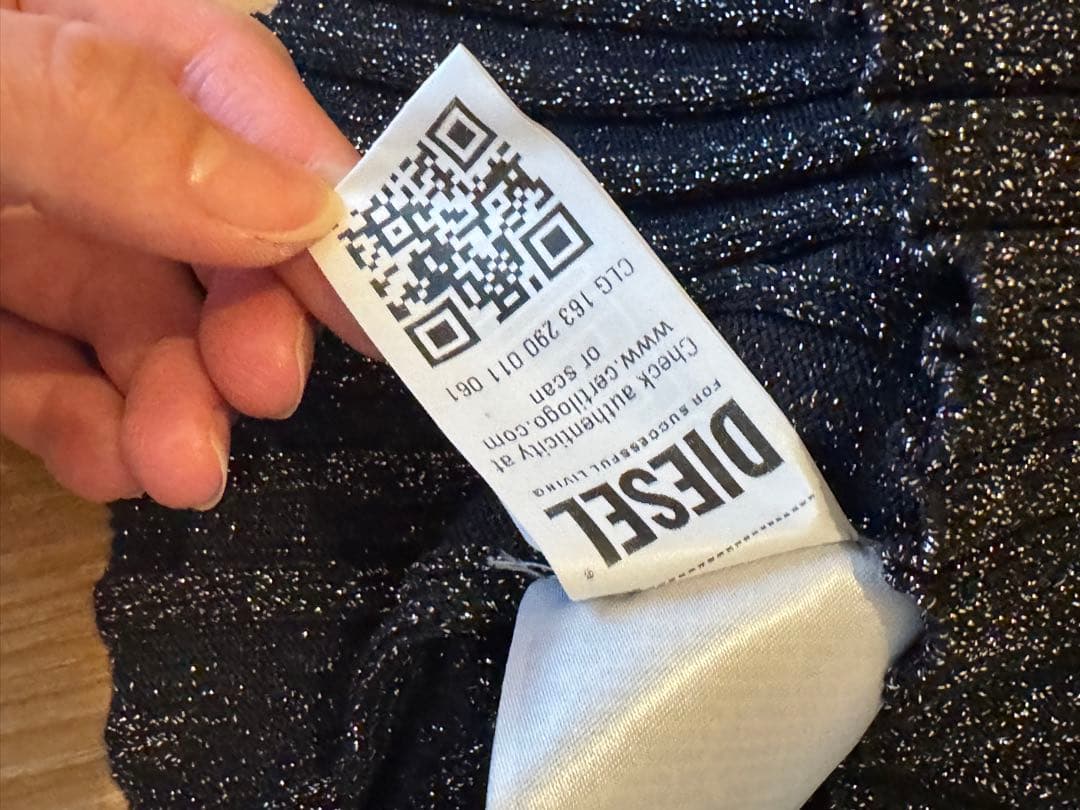 DIESEL®
FOR SUCCESSFUL LIVING
Check authenticity at
www.certilogo.com
or scan
CLG 163 290 011 061